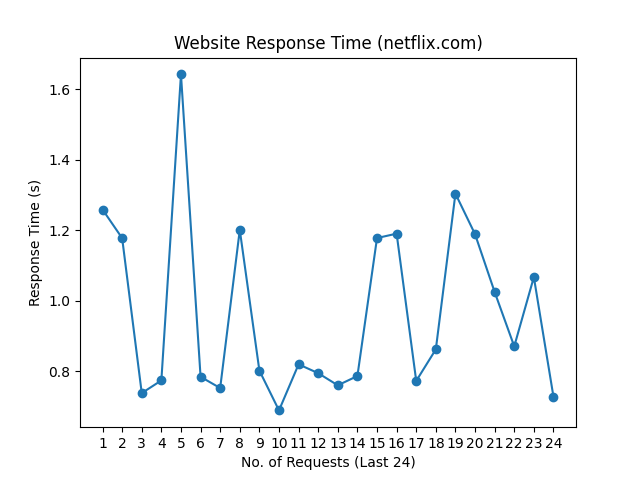 Website Response Time (netflix.com)
1.6
1.4
1.2
1.0
0.8
Response Time (s)
1 2 3 4 5 6 7 8 9 10 11 12 13 14 15 16 17 18 19 20 21 22 23 24
No. of Requests (Last 24)